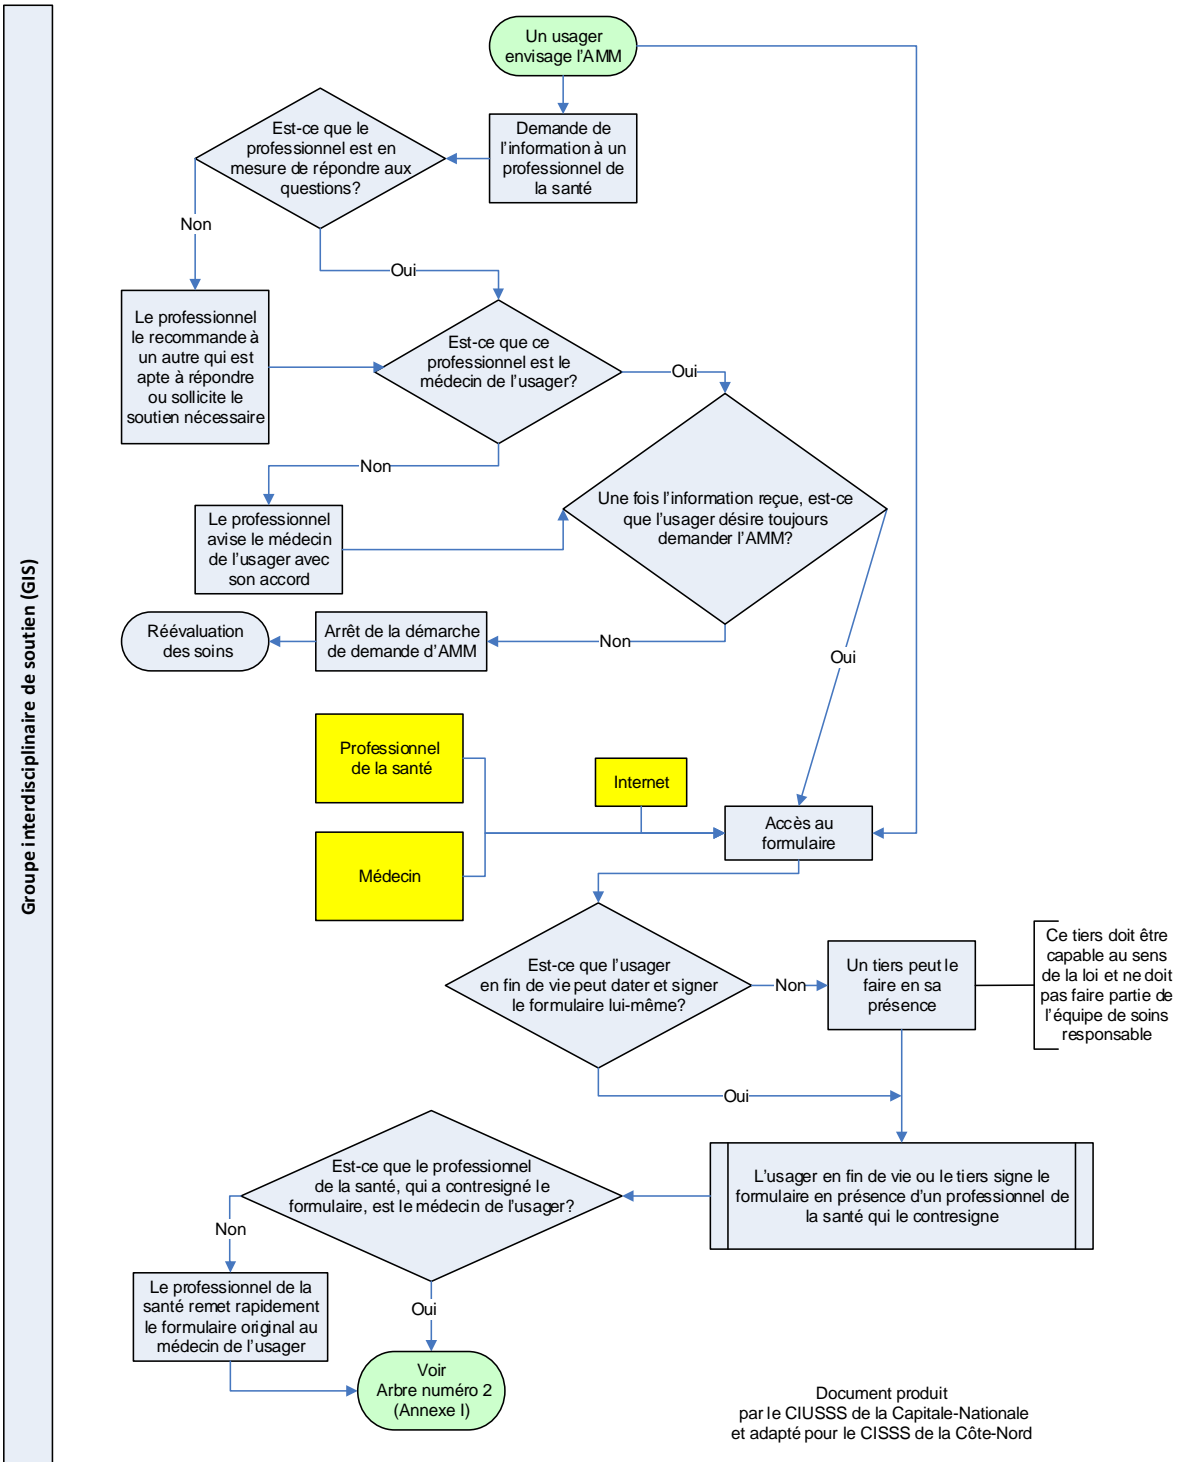 Groupe interdisciplinaire de soutien (GIS)
Un usager
envisage l'AMM
Demande de
l'information à un
professionnel de
la santé
Est-ce que le
professionnel est en
mesure de répondre aux
questions?
Non
Oui
Le professionnel
le recommande à
un autre qui est
apte à répondre
ou sollicite le
soutien nécessaire
Est-ce que ce
professionnel est le
médecin de l'usager?
Oui
Non
Le professionnel
avise le médecin
de l'usager avec
son accord
Une fois l'information reçue, est-ce
que l'usager désire toujours
demander l'AMM?
Non
Oui
Arrêt de la démarche
de demande d'AMM
Réévaluation
des soins
Professionnel
de la santé
Internet
Médecin
Accès au
formulaire
Est-ce que l'usager
en fin de vie peut dater et signer
le formulaire lui-même?
Non
Un tiers peut le
faire en sa
présence
Ce tiers doit être
capable au sens
de la loi et ne doit
pas faire partie de
l'équipe de soins
responsable
Oui
L'usager en fin de vie ou le tiers signe le
formulaire en présence d'un professionnel de
la santé qui le contresigne
Est-ce que le professionnel
de la santé, qui a contresigné le
formulaire, est le médecin de l'usager?
Non
Oui
Le professionnel de la
santé remet rapidement
le formulaire original au
médecin de l'usager
Voir
Arbre numéro 2
(Annexe I)
Document produit
par le CIUSSS de la Capitale-Nationale
et adapté pour le CISSS de la Côte-Nord